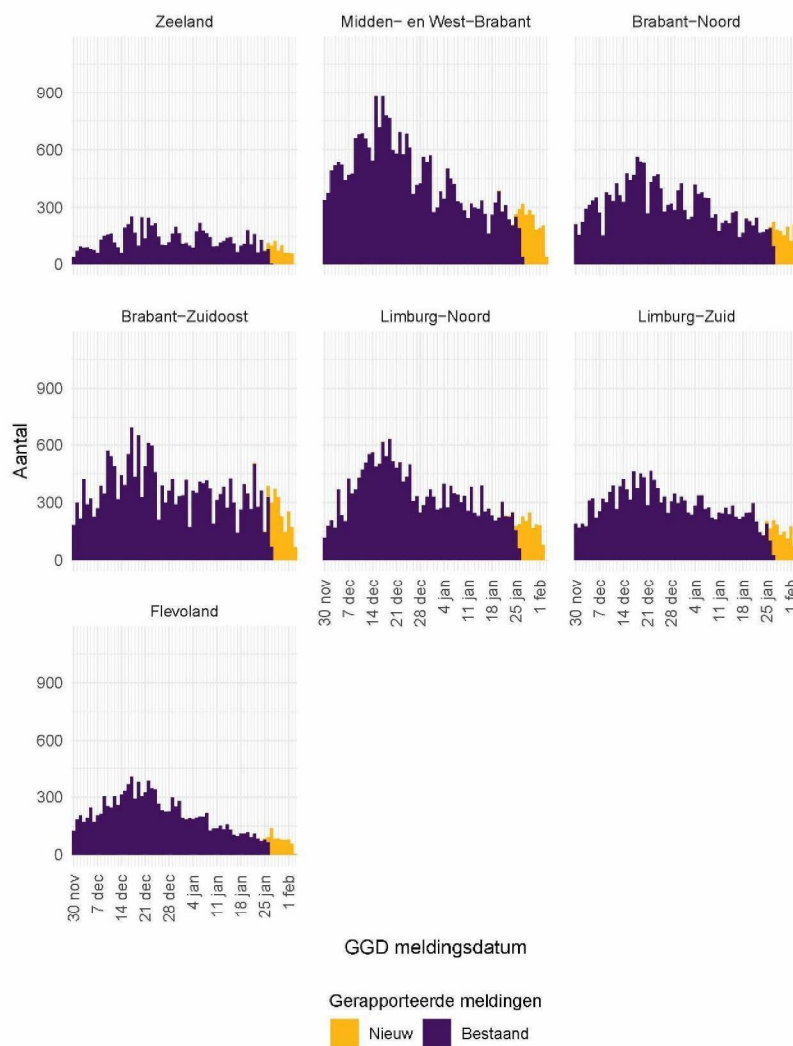 Zeeland
Midden- en West-Brabant
Brabant-Noord
900
600
300
0
Brabant-Zuidoost
Limburg-Noord
Limburg-Zuid
Aantal
900
600
300
0
30 nov
7 dec
14 dec
21 dec
28 dec
4 jan
11 jan
18 jan
25 jan
1 feb
30 nov
7 dec
14 dec
21 dec
28 dec
4 jan
11 jan
18 jan
25 jan
1 feb
Flevoland
900
600
300
0
30 nov
7 dec
14 dec
21 dec
28 dec
4 jan
11 jan
18 jan
25 jan
1 feb
GGD meldingsdatum
Gerapporteerde meldingen
Nieuw
Bestaand